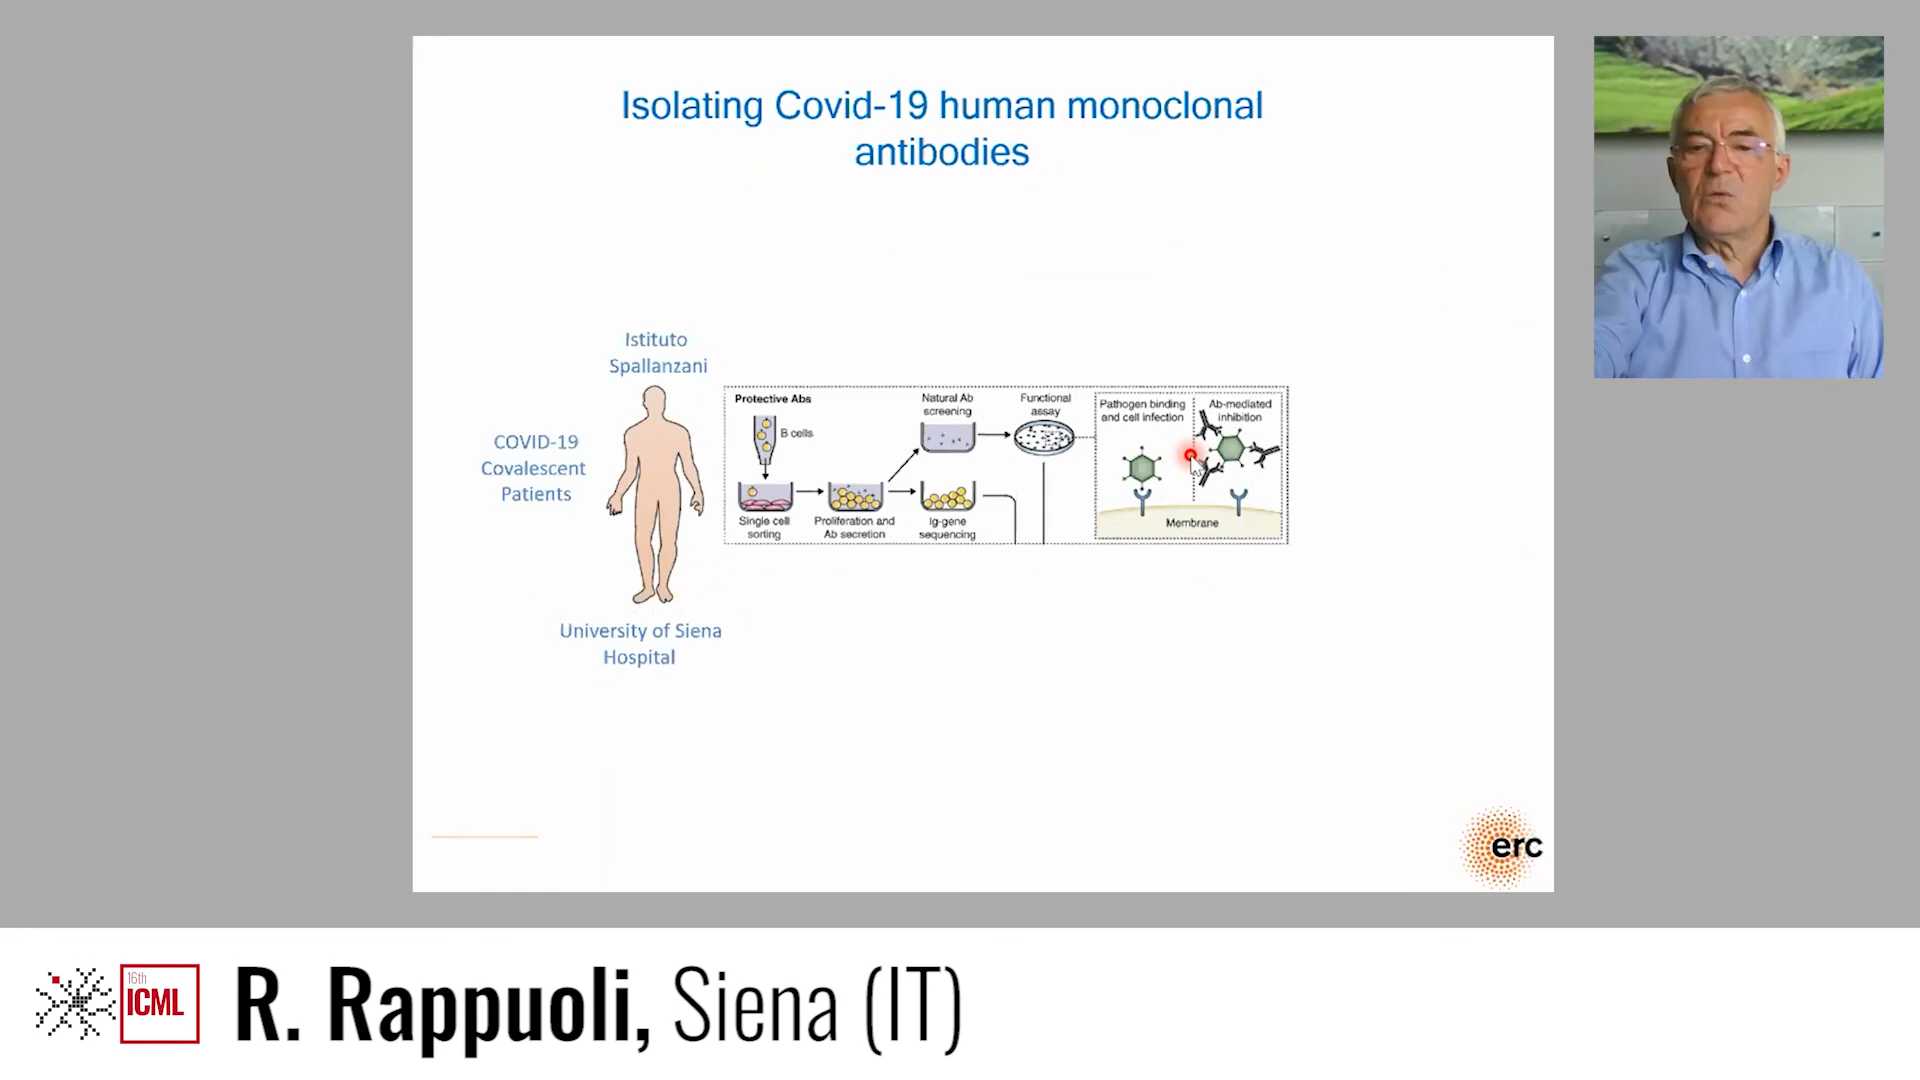 Isolating Covid-19 human monoclonal
antibodies
Istituto
Spallanzani
COVID-19
Covalescent
Patients
University of Siena
Hospital
Protective Abs
B cells
Single cell
sorting
Proliferation and
Ab secretion
Natural Ab
screening
Ig-gene
sequencing
Functional
assay
Pathogen binding
and cell infection
Ab-mediated
inhibition
Membrane
erc
16th
ICML
R. Rappuoli, Siena (IT)